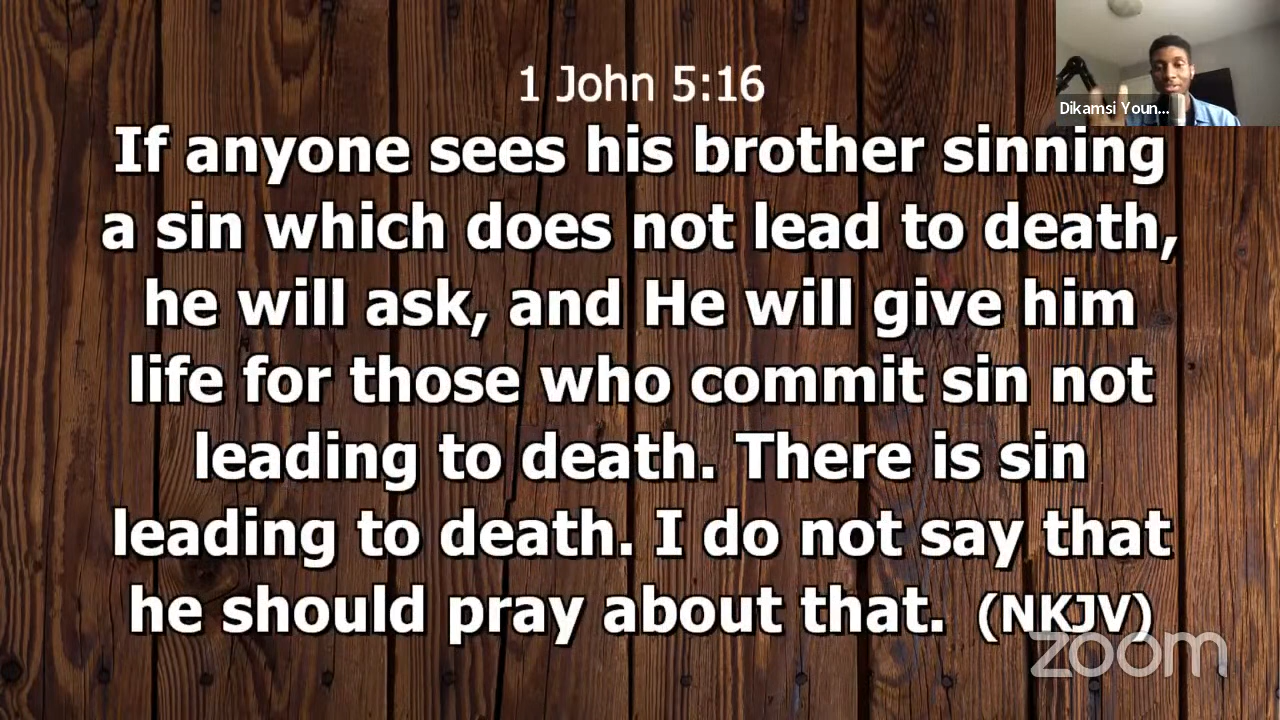 1 John 5:16
Dikamsi Youn...
If anyone sees his brother sinning
a sin which does not lead to death,
he will ask, and He will give him
life for those who commit sin not
leading to death. There is sin
leading to death. I do not say that
he should pray about that. (NKJV)
zoom